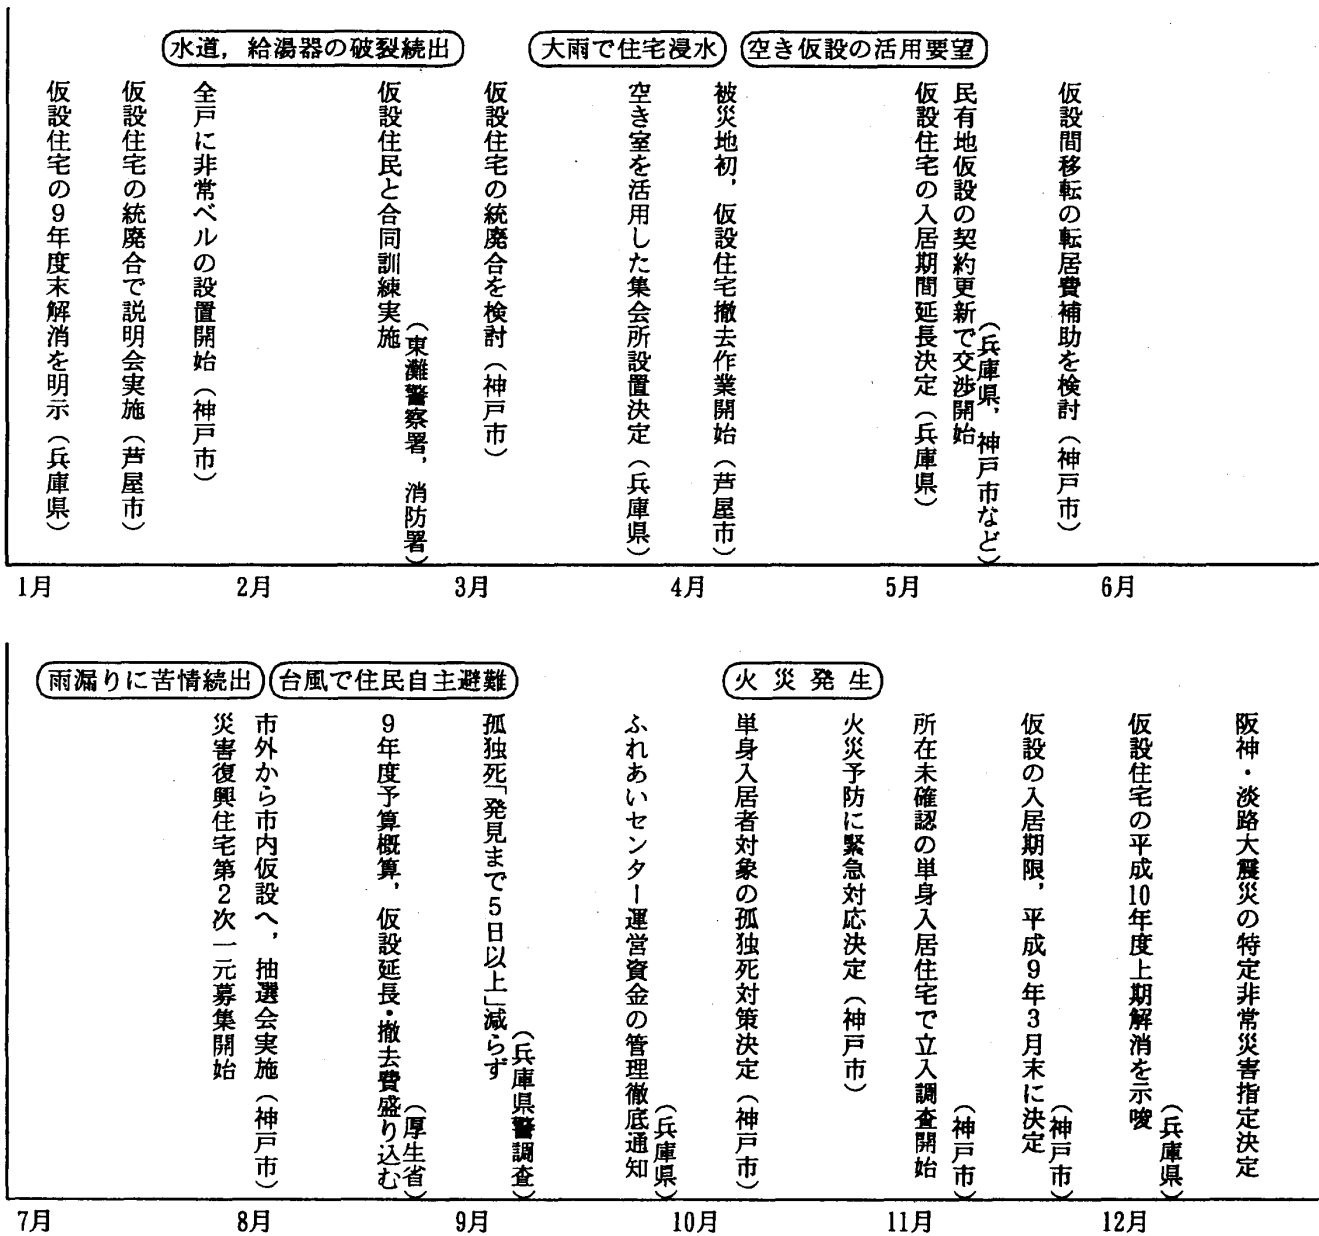 水道，給湯器の破裂続出
大雨で住宅浸水
空き仮設の活用要望
仮設住宅の9年度末解消を明示（兵庫県）
仮設住宅の統廃合で説明会実施（芦屋市）
全戸に非常ベルの設置開始（神戸市）
仮設住民と合同訓練実施
（東灘警察署，消防署）
仮設住宅の統廃合を検討（神戸市）
空き室を活用した集会所設置決定（兵庫県）
被災地初，仮設住宅撤去作業開始（芦屋市）
仮設住宅の入居期間延長決定（兵庫県）
民有地仮設の契約更新で交渉開始
（兵庫県，神戸市など）
仮設間移転の転居費補助を検討（神戸市）
1月
2月
3月
4月
5月
6月
雨漏りに苦情続出
台風で住民自主避難
火災発生
災害復興住宅第2次一元募集開始
市外から市内仮設へ，抽選会実施（神戸市）
9年度予算概算，仮設延長・撤去費盛り込む
（厚生省）
孤独死「発見まで5日以上」減らず
（兵庫県警調査）
ふれあいセンター運営資金の管理徹底通知
（兵庫県）
単身入居者対象の孤独死対策決定（神戸市）
火災予防に緊急対応決定（神戸市）
所在未確認の単身入居住宅で立入調査開始
（神戸市）
仮設の入居期限，平成9年3月末に決定
（神戸市）
仮設住宅の平成10年度上期解消を示唆
（兵庫県）
阪神・淡路大震災の特定非常災害指定決定
7月
8月
9月
10月
11月
12月